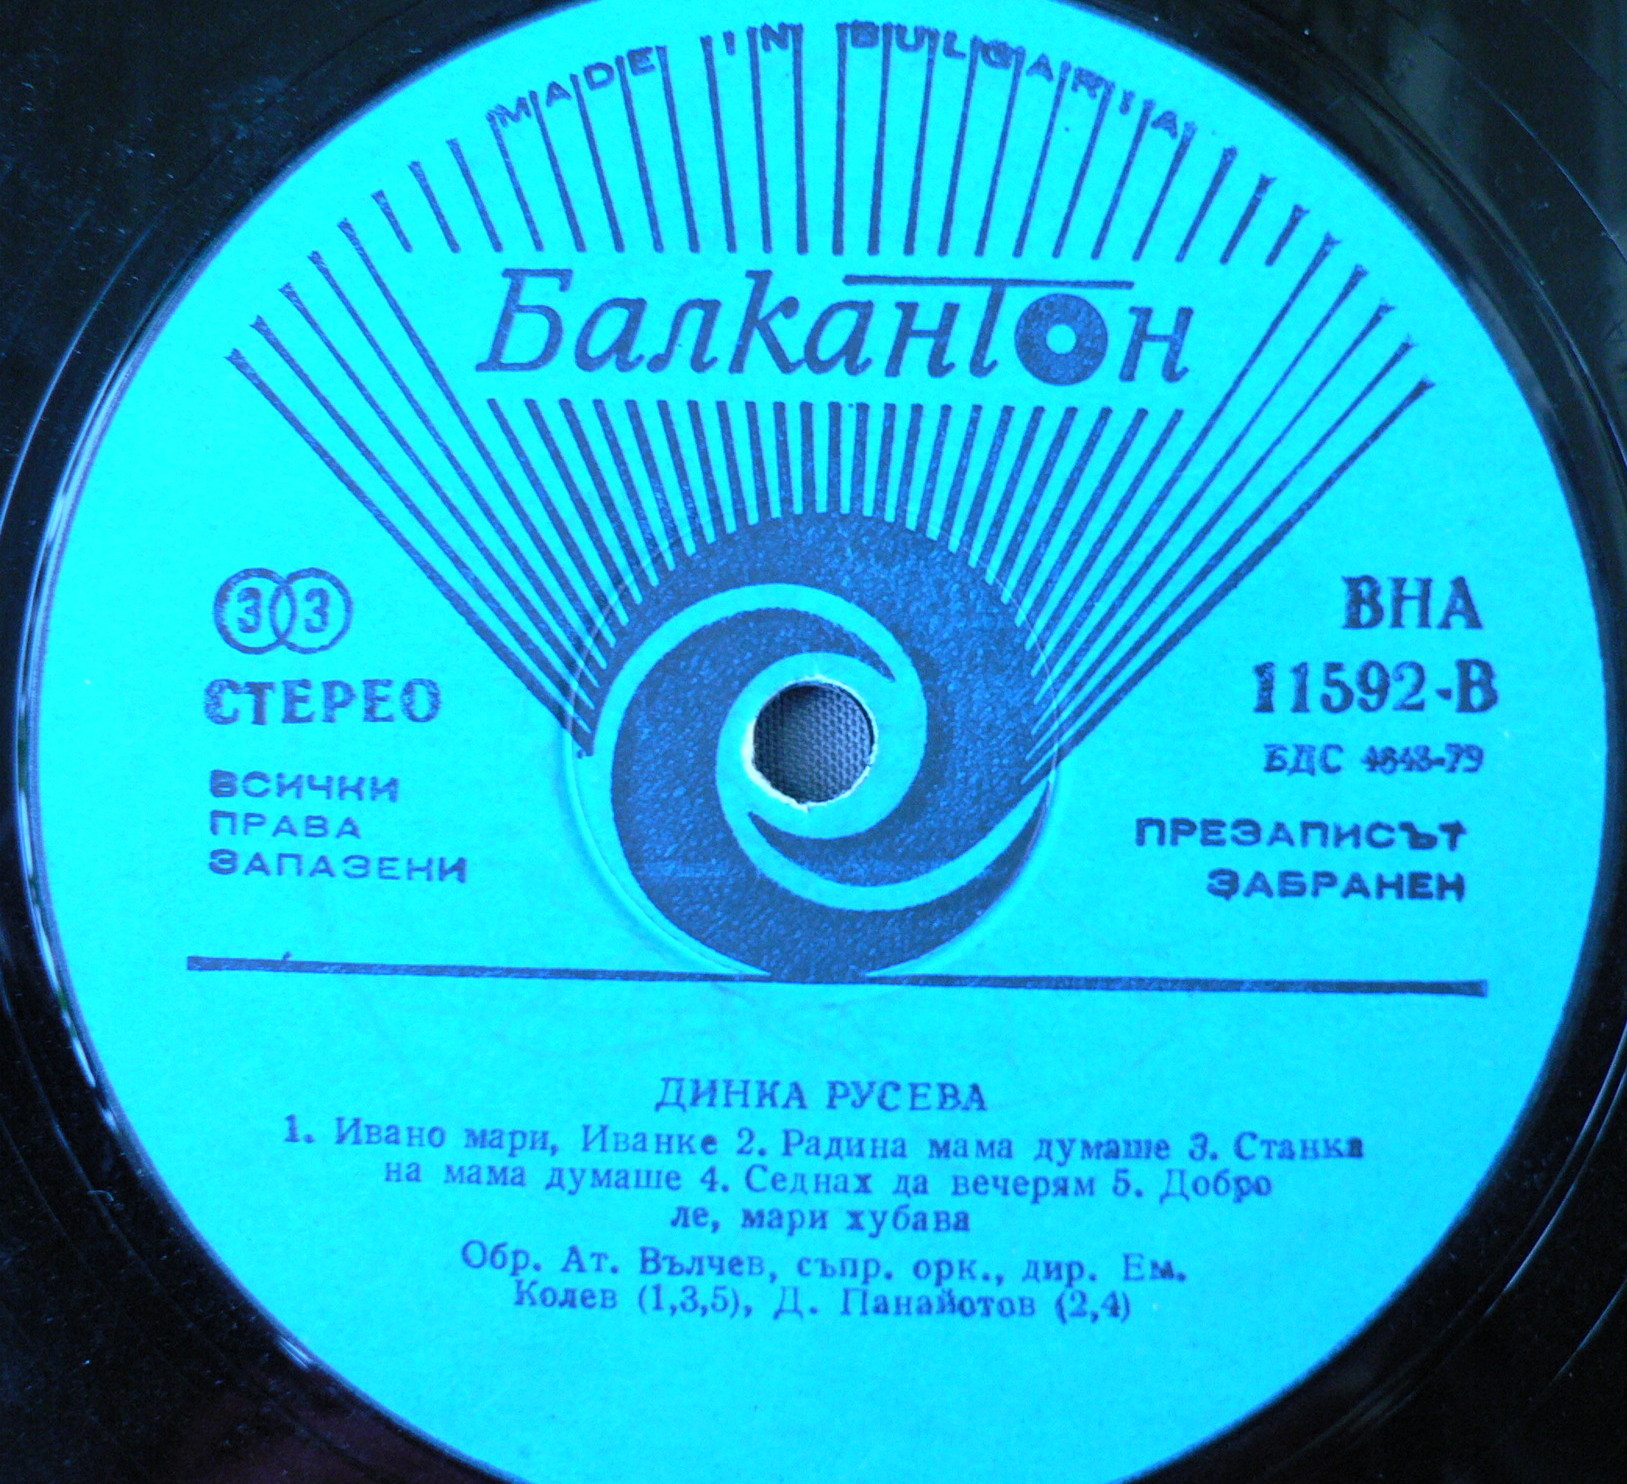 MADE IN BULGARIA
Балкантон
33
СТЕРЕО
ВСИЧКИ
ПРАВА
ЗАПАЗЕНИ
ВНА
11592-В
БДС 4843-79
ПРЕЗАПИСЪТ
ЗАБРАНЕН
ДИНКА РУСЕВА
1. Ивано мари, Иванке 2. Радина мама думаше 3. Станка
на мама думаше 4. Седнах да вечерям 5. Добро
ле, мари хубава
Обр. Ат. Вълчев, съпр. орк., дир. Ем.
Колев (1,3,5), Д. Панайотов (2,4)